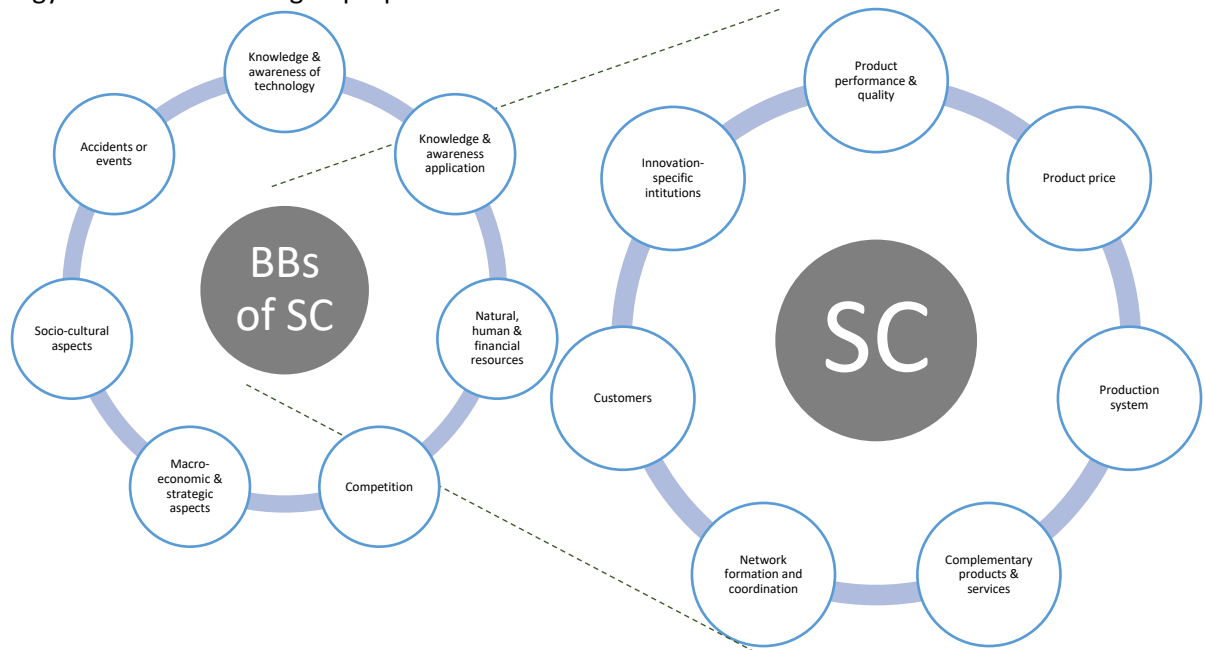 Knowledge &
awareness of
technology
Knowledge &
awareness
application
Natural,
human &
financial
resources
Competition
Macro-
economic &
strategic
aspects
Socio-cultural
aspects
Accidents or
events
BBs
of SC
Product
performance &
quality
Product price
Production
system
Complementary
products &
services
Network
formation and
coordination
Customers
Innovation-
specific
intitutions
SC